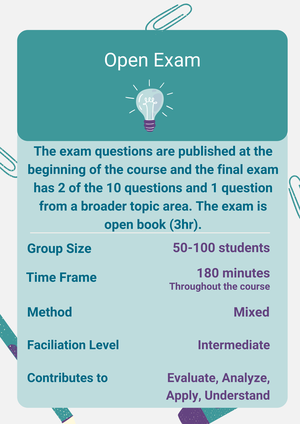 Open Exam
The exam questions are published at the
beginning of the course and the final exam
has 2 of the 10 questions and 1 question
from a broader topic area. The exam is
open book (3hr).
Group Size 50-100 students
Time Frame 180 minutes
Throughout the course
Method Mixed
Faciliation Level Intermediate
Contributes to Evaluate, Analyze,
Apply, Understand